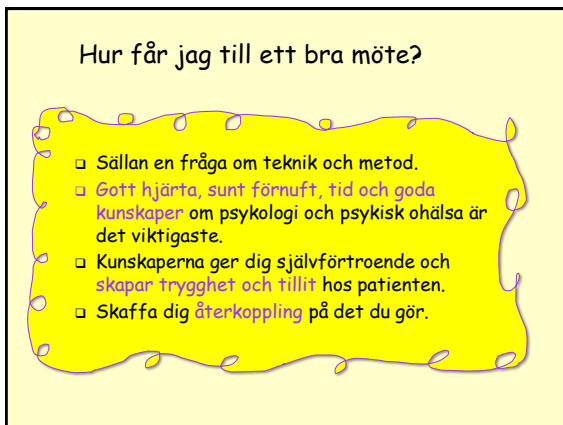 Hur får jag till ett bra möte?
❑ Sällan en fråga om teknik och metod.
❑ Gott hjärta, sunt förnuft, tid och goda
kunskaper om psykologi och psykisk ohälsa är
det viktigaste.
❑ Kunskaperna ger dig självförtroende och
skapar trygghet och tillit hos patienten.
❑ Skaffa dig återkoppling på det du gör.